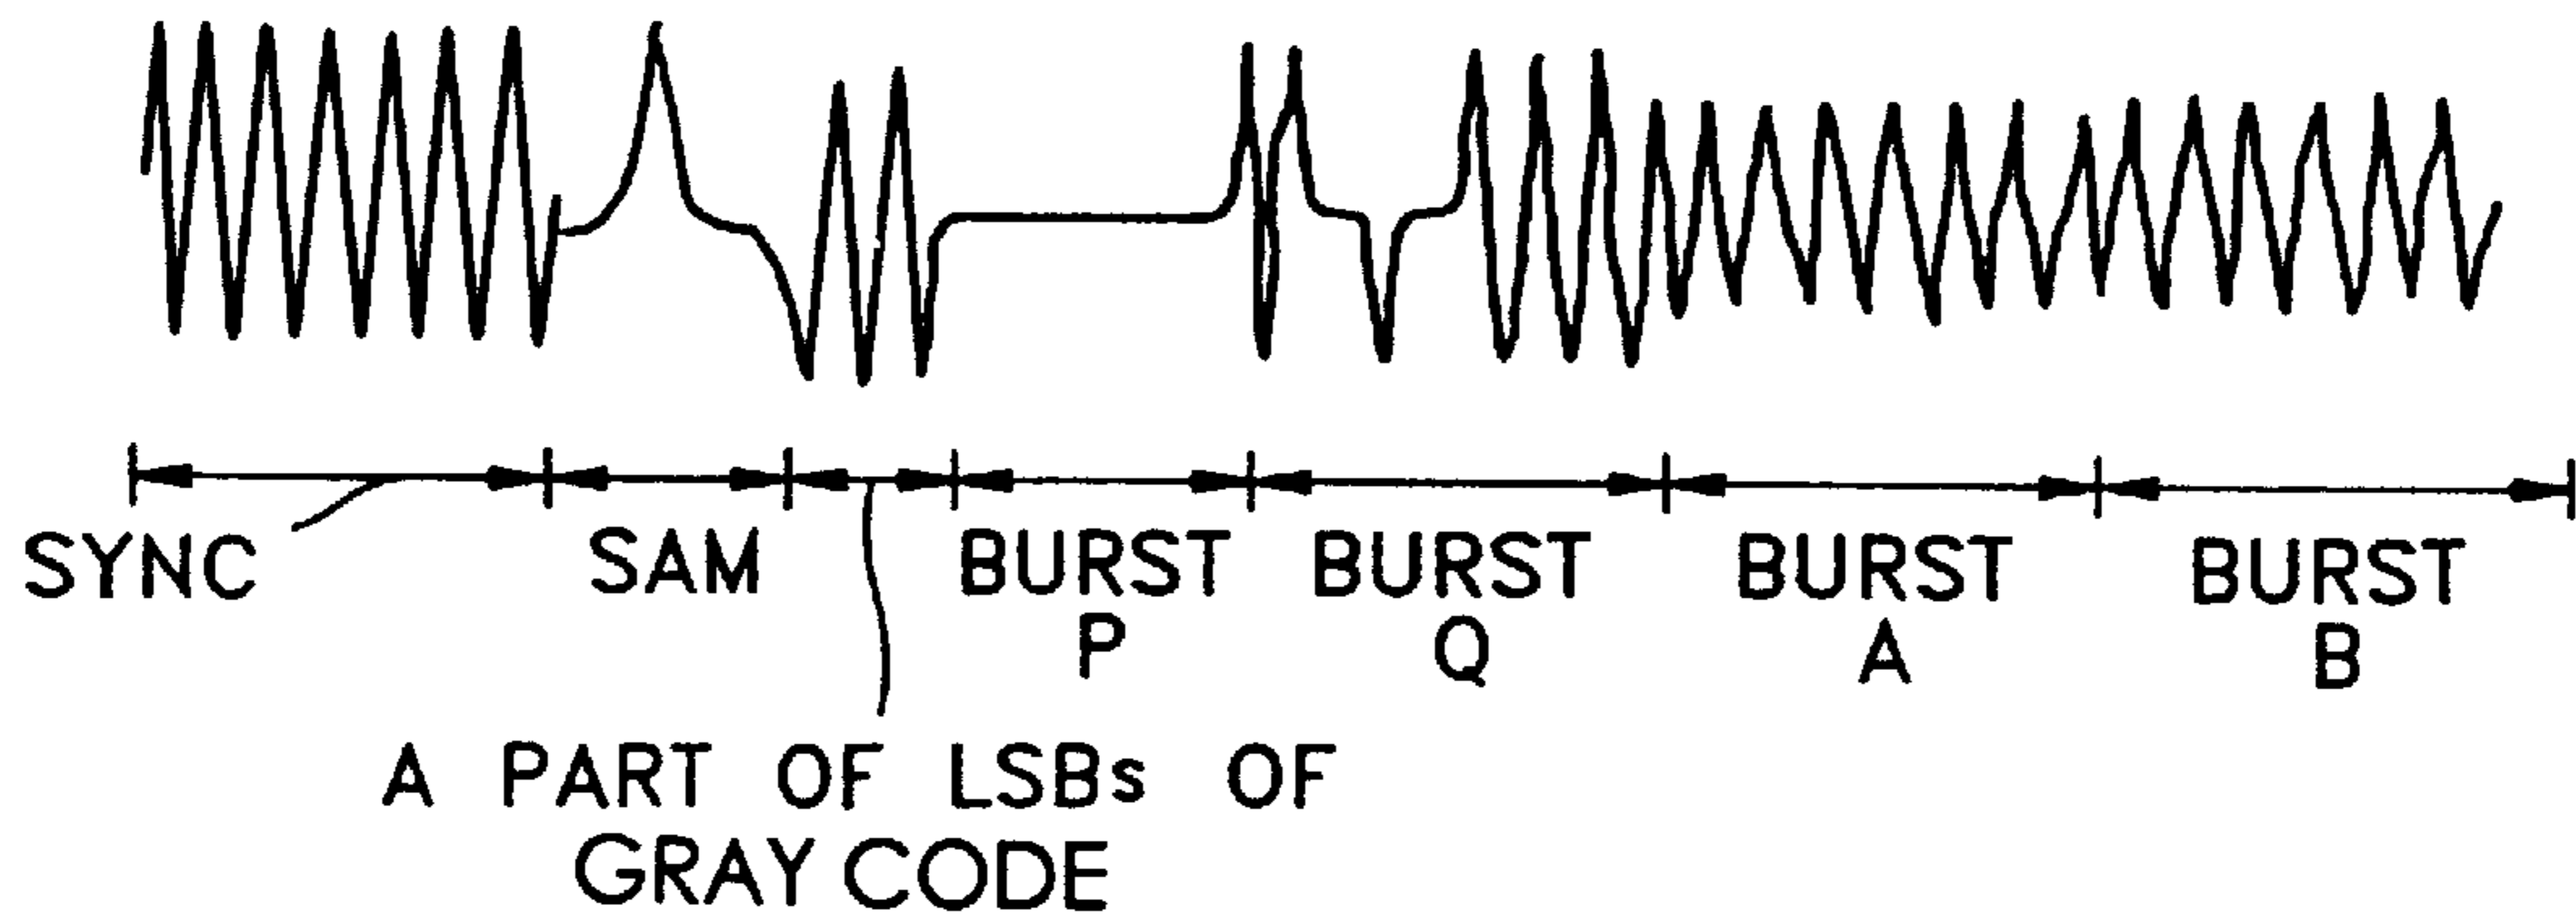 SYNC
SAM
BURST
P
BURST
Q
BURST
A
BURST
B
A PART OF LSBs OF
GRAY CODE